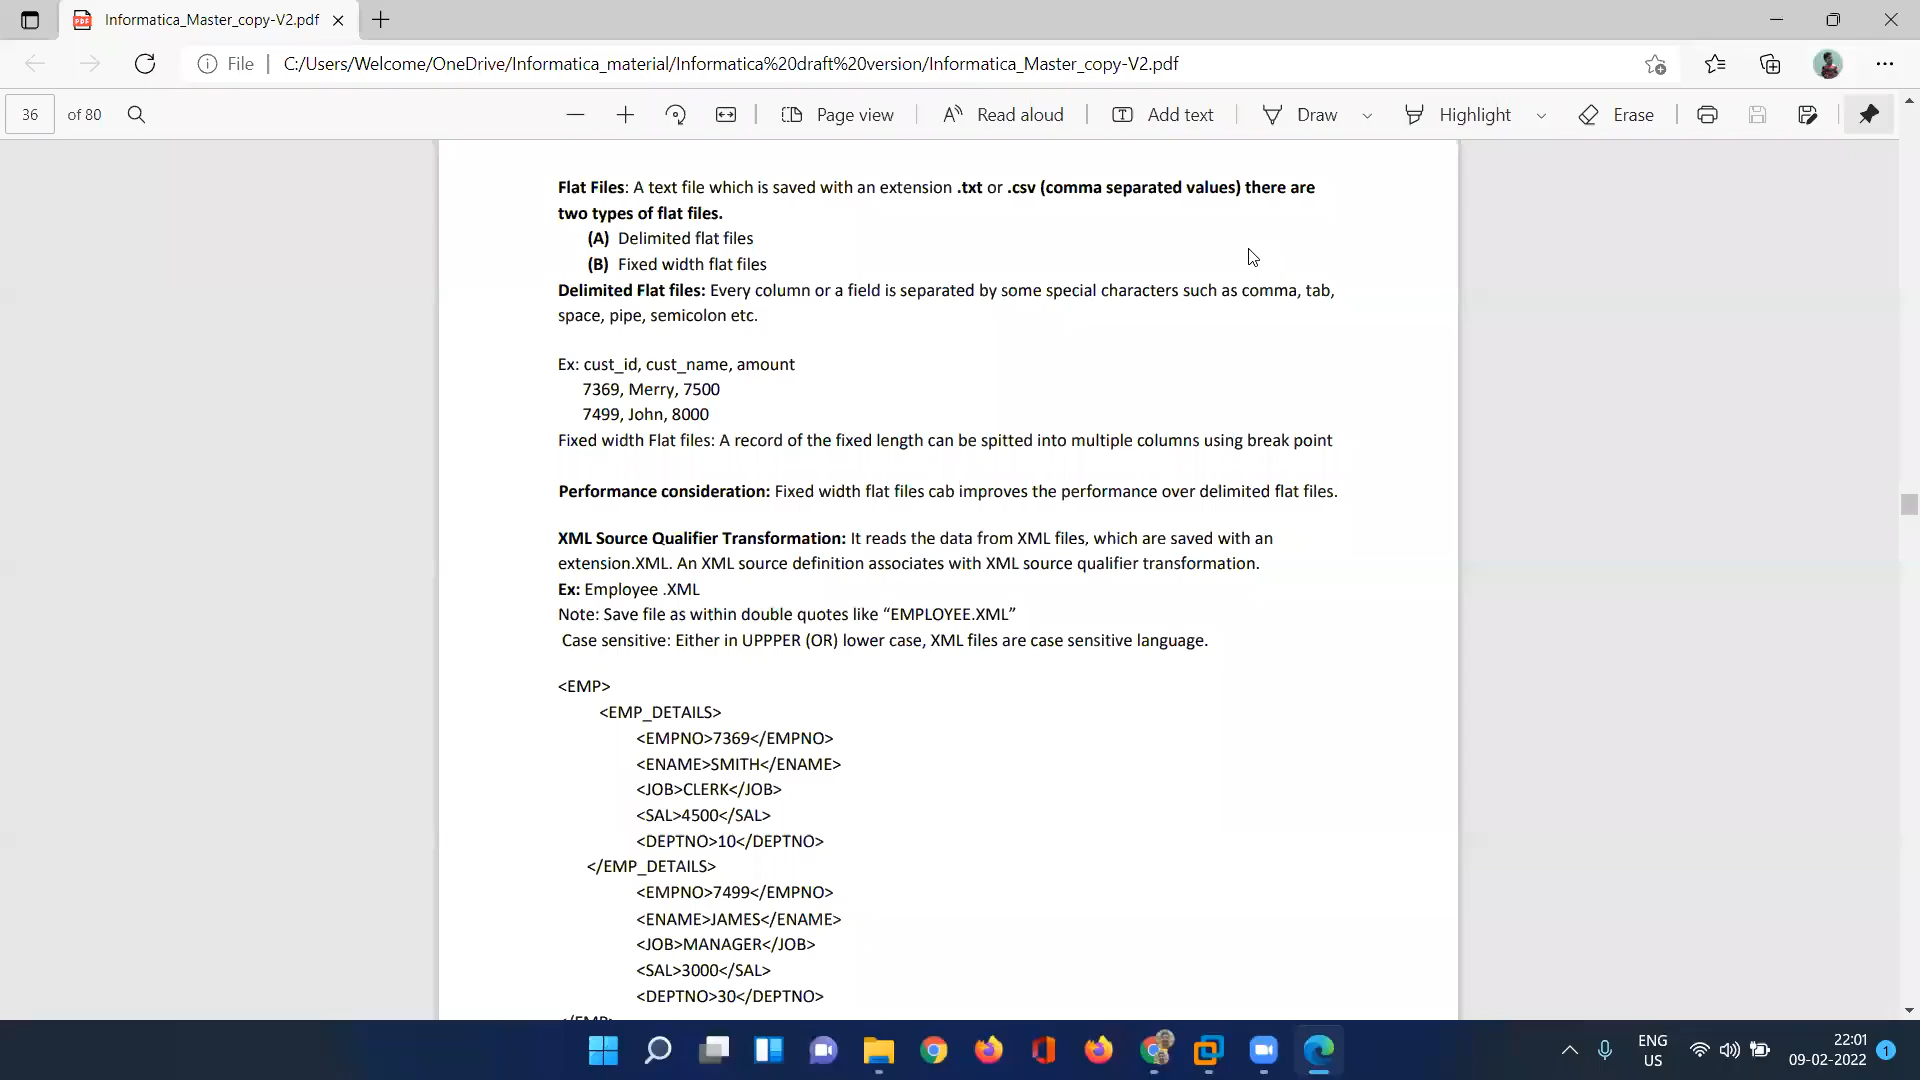 Informatica_Master_copy-V2.pdf
File
C:/Users/Welcome/OneDrive/Informatica_material/Informatica%20draft%20version/Informatica_Master_copy-V2.pdf
36 of 80
Page view
Read aloud
Add text
Draw
Highlight
Erase
Flat Files: A text file which is saved with an extension .txt or .csv (comma separated values) there are
two types of flat files.
(A) Delimited flat files
(B) Fixed width flat files
Delimited Flat files: Every column or a field is separated by some special characters such as comma, tab,
space, pipe, semicolon etc.
Ex: cust_id, cust_name, amount
7369, Merry, 7500
7499, John, 8000
Fixed width Flat files: A record of the fixed length can be spitted into multiple columns using break point
Performance consideration: Fixed width flat files cab improves the performance over delimited flat files.
XML Source Qualifier Transformation: It reads the data from XML files, which are saved with an
extension.XML. An XML source definition associates with XML source qualifier transformation.
Ex: Employee .XML
Note: Save file as within double quotes like “EMPLOYEE.XML”
Case sensitive: Either in UPPPER (OR) lower case, XML files are case sensitive language.
<EMP>
<EMP_DETAILS>
<EMPNO>7369</EMPNO>
<ENAME>SMITH</ENAME>
<JOB>CLERK</JOB>
<SAL>4500</SAL>
<DEPTNO>10</DEPTNO>
</EMP_DETAILS>
<EMPNO>7499</EMPNO>
<ENAME>JAMES</ENAME>
<JOB>MANAGER</JOB>
<SAL>3000</SAL>
<DEPTNO>30</DEPTNO>
</EMP>
ENG
US
22:01
09-02-2022
1